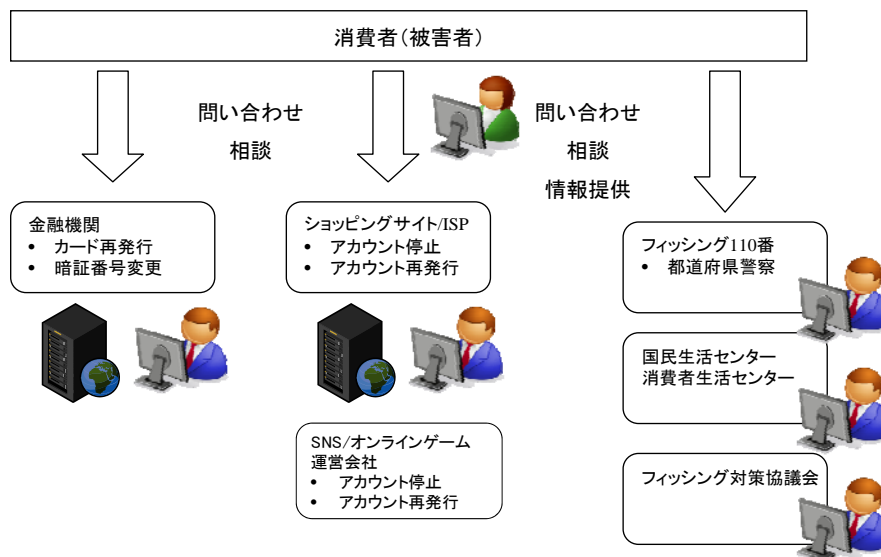 消費者(被害者)
問い合わせ
相談
問い合わせ
相談
情報提供
金融機関
• カード再発行
• 暗証番号変更
ショッピングサイト/ISP
• アカウント停止
• アカウント再発行
SNS/オンラインゲーム
運営会社
• アカウント停止
• アカウント再発行
フィッシング110番
• 都道府県警察
国民生活センター
消費者生活センター
フィッシング対策協議会